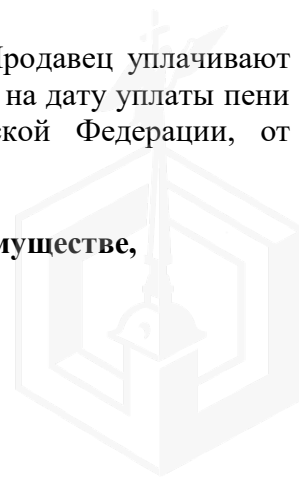 Продавец уплачивают
на дату уплаты пени
ской Федерации, от
муществе,